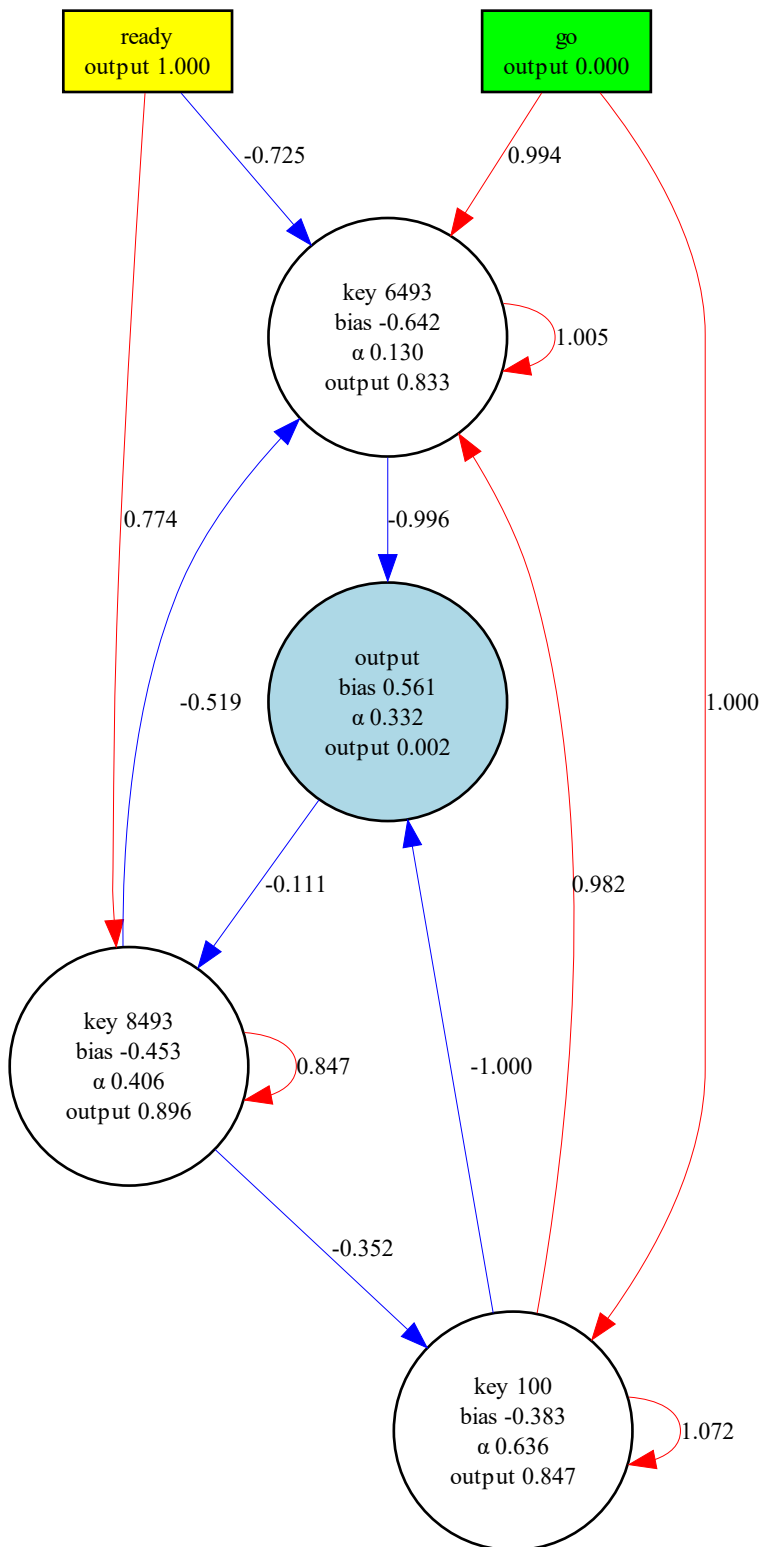 ready
output 1.000
go
output 0.000
-0.725
0.994
key 6493
bias -0.642
α 0.130
output 0.833
1.005
0.774
-0.996
-0.519
output
bias 0.561
α 0.332
output 0.002
1.000
-0.111
0.982
key 8493
bias -0.453
α 0.406
output 0.896
0.847
-1.000
-0.352
key 100
bias -0.383
α 0.636
output 0.847
1.072